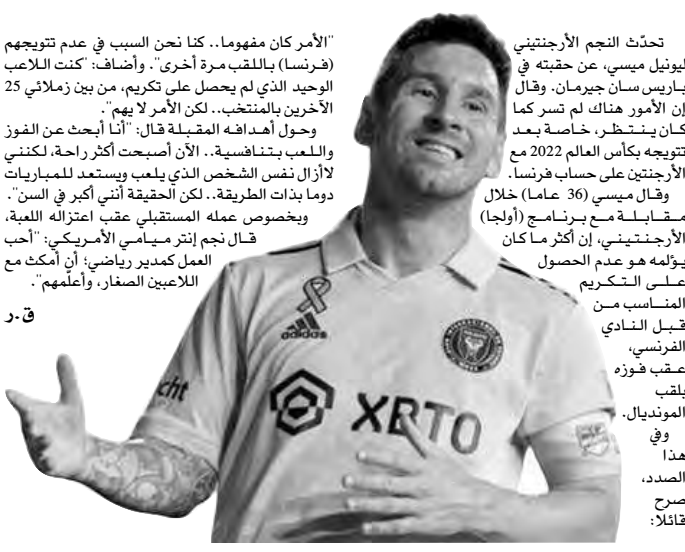 تحدّث النجم الأرجنتيني
ليونيل ميسي، عن حقبته في
باريس سان جيرمان. وقال
إن الأمور هناك لم تسر كما
كان ينتظر، خاصة بعد
تتويجه بكأس العالم 2022 مع
الأرجنتين على حساب فرنسا.
وقال ميسي (36 عاما) خلال
مقابلة مع برنامج (أولجا)
الأرجنتيني، إن أكثر ما كان
يؤلمه هو عدم الحصول
على التكريم
المناسب من
قبل النادي
الفرنسي،
عقب فوزه
بلقب
المونديال.
وفي
هذا
الصدد،
صرح
قائلا:
"الأمر كان مفهوما.. كنا نحن السبب في عدم تتويجهم
(فرنسا) باللقب مرة أخرى". وأضاف: "كنت اللاعب
الوحيد الذي لم يحصل على تكريم، من بين زملائي 25
الآخرين بالمنتخب.. لكن الأمر لا يهم".
وحول أهدافه المقبلة قال: "أنا أبحث عن الفوز
واللعب بتنافسية.. الآن أصبحت أكثر راحة، لكنني
لاأزال نفس الشخص الذي يلعب ويستعد للمباريات
دوما بذات الطريقة.. لكن الحقيقة أنني أكبر في السن".
وبخصوص عمله المستقبلي عقب اعتزاله اللعبة،
قال نجم إنتر ميامي الأمريكي: "أحب
العمل كمدير رياضي؛ أن أمكث مع
اللاعبين الصغار، وأعلّمهم".
ق.ر
adidas
XBTO
cht